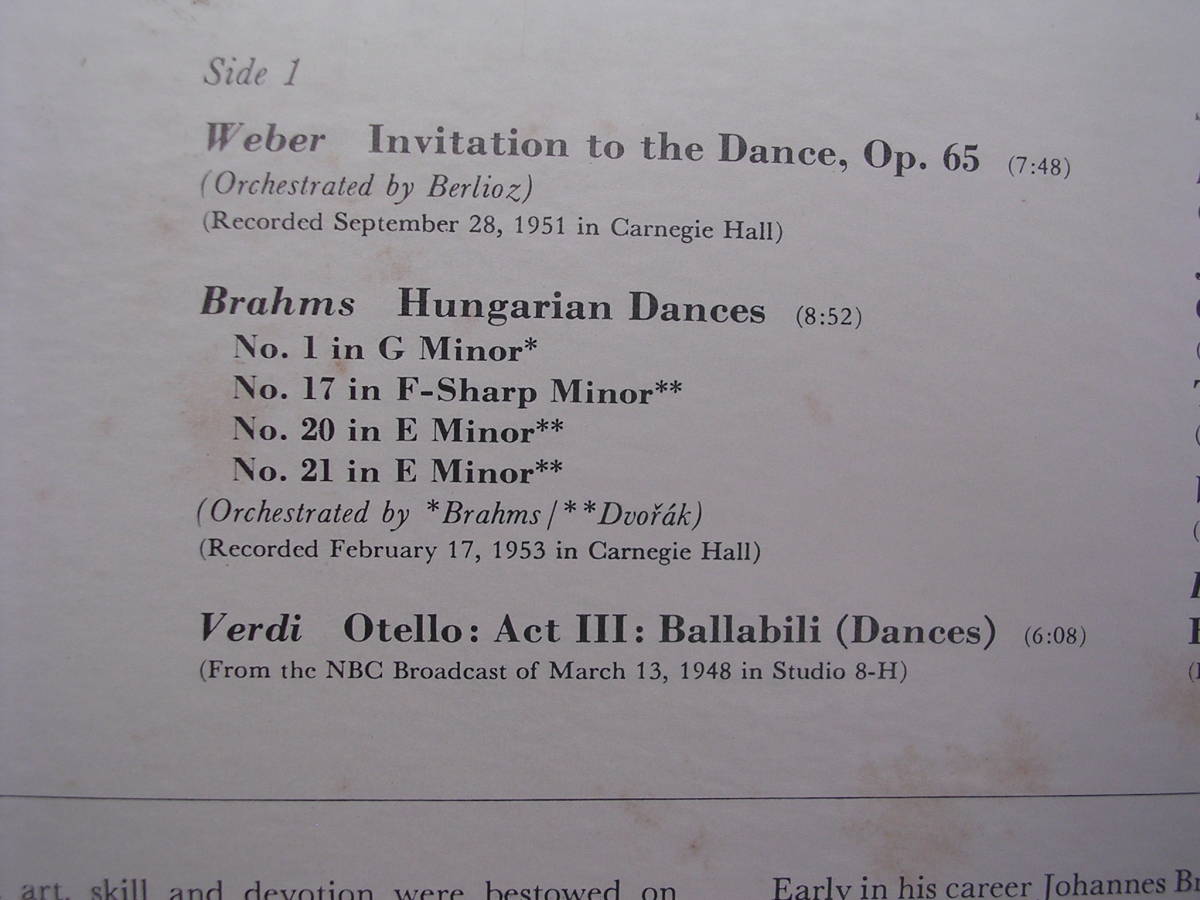 Side 1
Weber Invitation to the Dance, Op. 65 (7:48)
(Orchestrated by Berlioz)
(Recorded September 28, 1951 in Carnegie Hall)
Brahms Hungarian Dances (8:52)
No. 1 in G Minor*
No. 17 in F-Sharp Minor**
No. 20 in E Minor**
No. 21 in E Minor**
(Orchestrated by *Brahms/**Dvořák)
(Recorded February 17, 1953 in Carnegie Hall)
Verdi Otello: Act III: Ballabili (Dances) (6:08)
(From the NBC Broadcast of March 13, 1948 in Studio 8-H)
art, skill and devotion were bestowed on
Early in his career Johannes Br